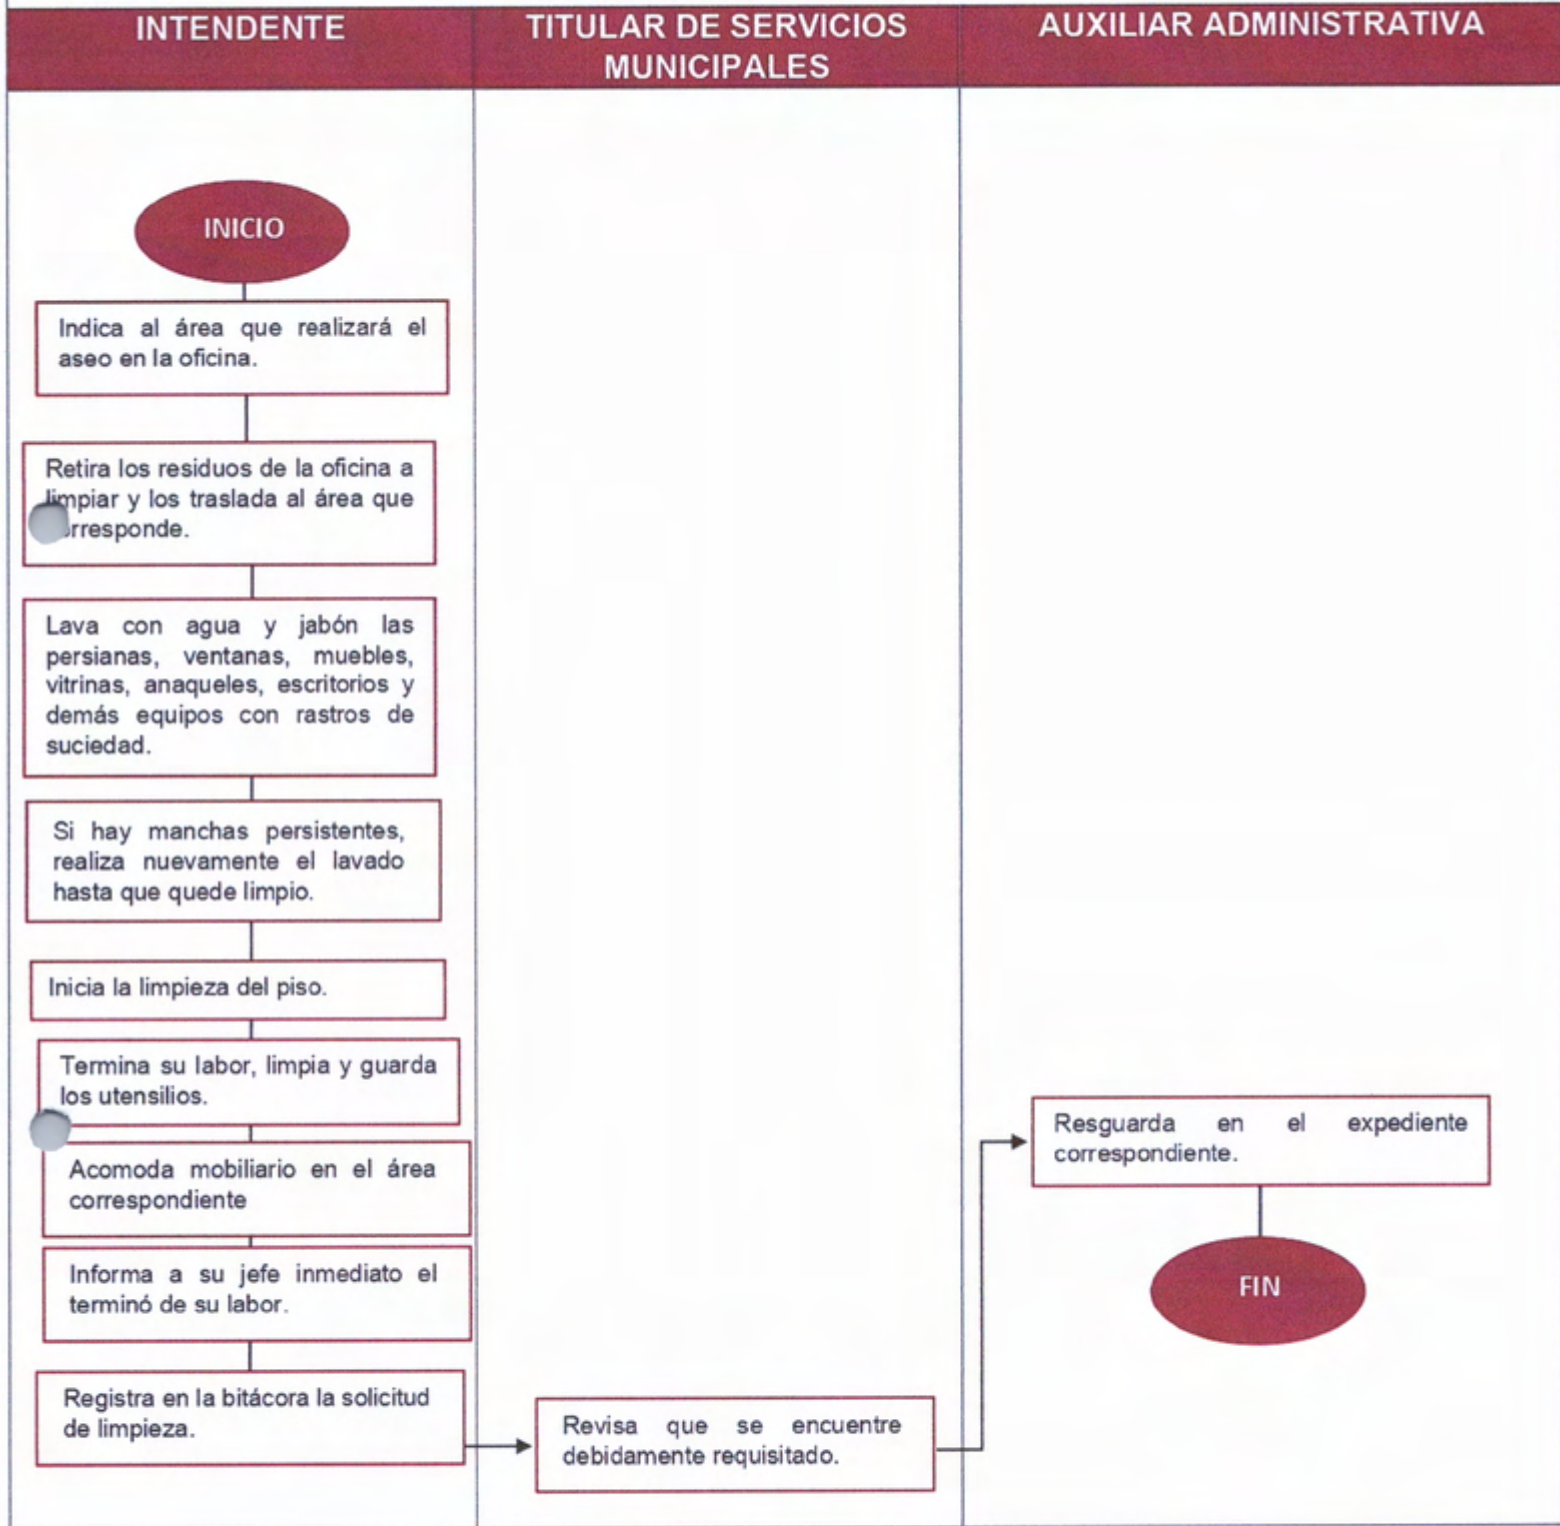 INTENDENTE
TITULAR DE SERVICIOS
MUNICIPALES
AUXILIAR ADMINISTRATIVA
INICIO
Indica al área que realizará el
aseo en la oficina.
Retira los residuos de la oficina a
limpiar y los traslada al área que
orresponde.
Lava con agua y jabón las
persianas, ventanas, muebles,
vitrinas, anaqueles, escritorios y
demás equipos con rastros de
suciedad.
Si hay manchas persistentes,
realiza nuevamente el lavado
hasta que quede limpio.
Inicia la limpieza del piso.
Termina su labor, limpia y guarda
los utensilios.
Acomoda mobiliario en el área
correspondiente
Informa a su jefe inmediato el
terminó de su labor.
Registra en la bitácora la solicitud
de limpieza.
Revisa que se encuentre
debidamente requisitado.
Resguarda en el expediente
correspondiente.
FIN